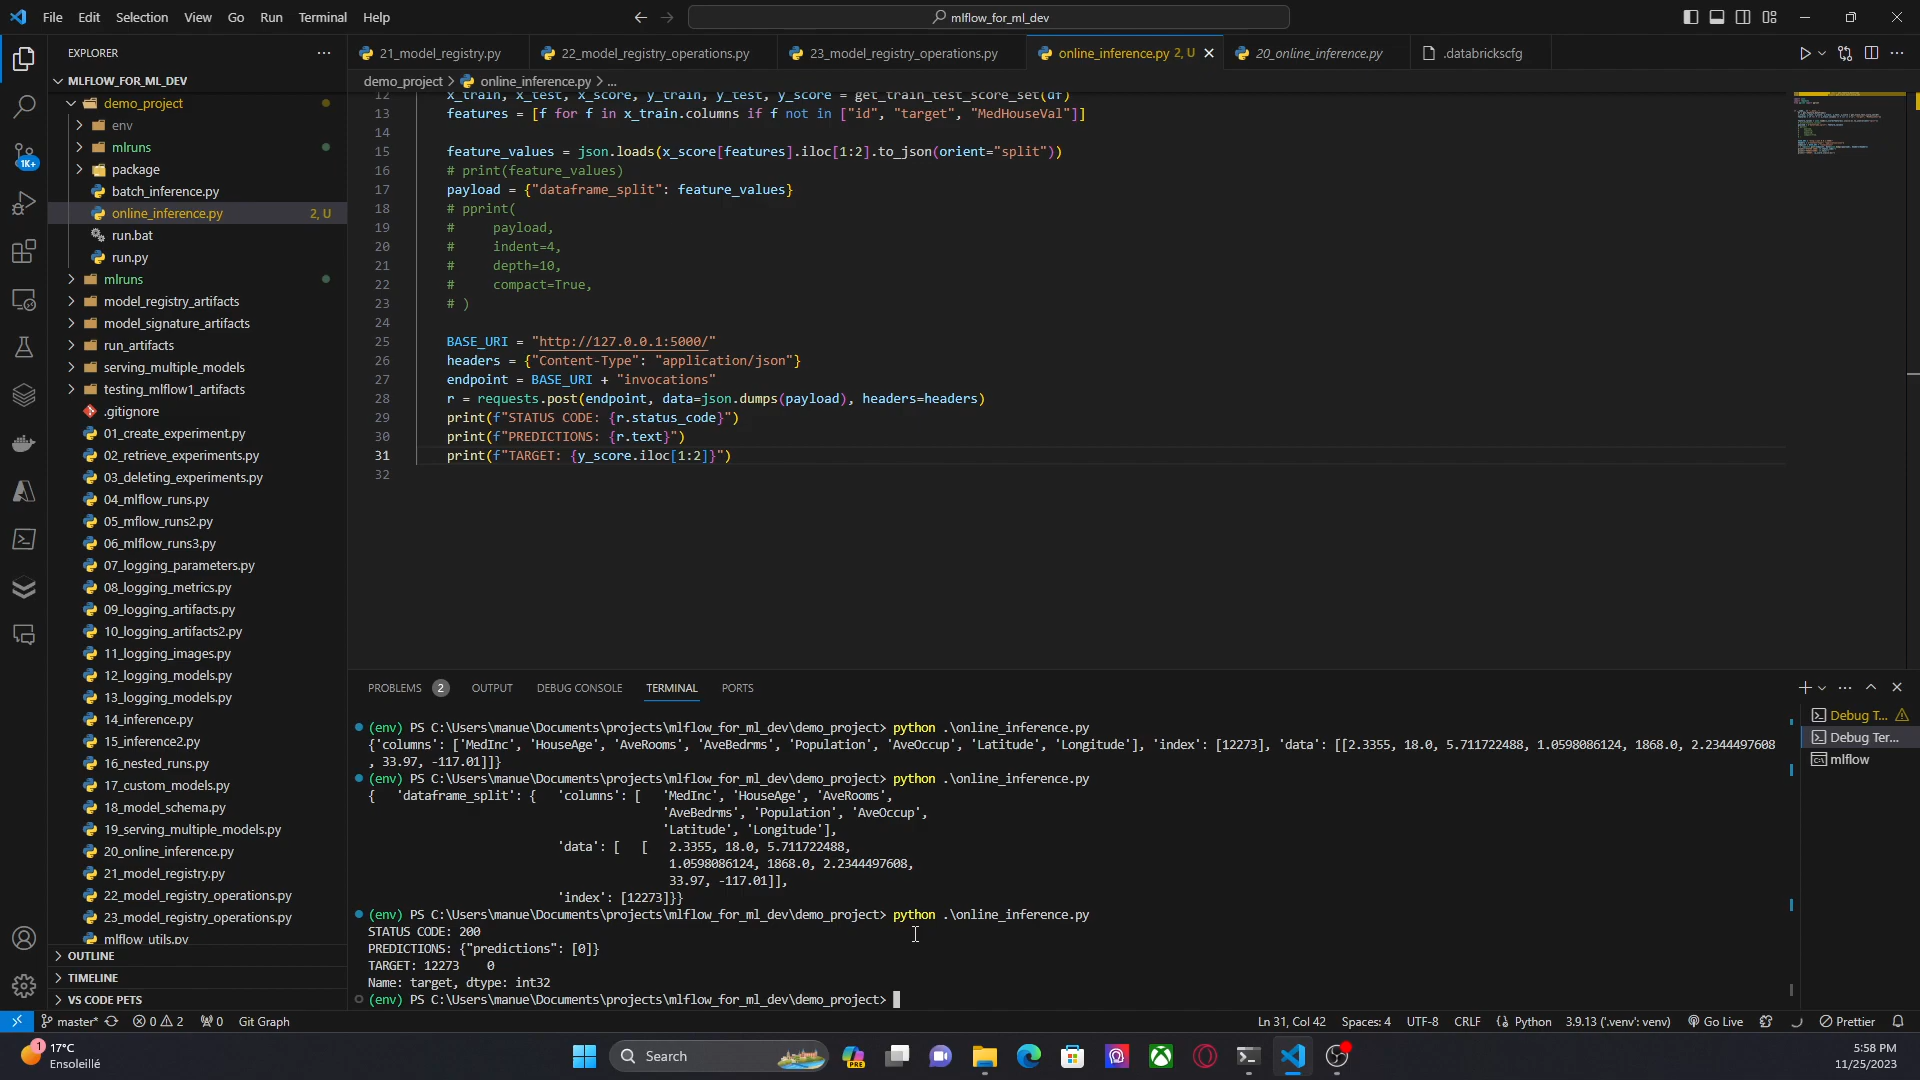 File Edit Selection View Go Run Terminal Help
mlflow_for_ml_dev
EXPLORER
21_model_registry.py
22_model_registry_operations.py
23_model_registry_operations.py
online_inference.py 2, U
20_online_inference.py
.databrickscfg
demo_project > online_inference.py > ...
MLFLOW_FOR_ML_DEV
demo_project
env
mlruns
package
batch_inference.py
online_inference.py 2, U
run.bat
run.py
mlruns
model_registry_artifacts
model_signature_artifacts
run_artifacts
serving_multiple_models
testing_mlflow1_artifacts
.gitignore
01_create_experiment.py
02_retrieve_experiments.py
03_deleting_experiments.py
04_mlflow_runs.py
05_mflow_runs2.py
06_mlflow_runs3.py
07_logging_parameters.py
08_logging_metrics.py
09_logging_artifacts.py
10_logging_artifacts2.py
11_logging_images.py
12_logging_models.py
13_logging_models.py
14_inference.py
15_inference2.py
16_nested_runs.py
17_custom_models.py
18_model_schema.py
19_serving_multiple_models.py
20_online_inference.py
21_model_registry.py
22_model_registry_operations.py
23_model_registry_operations.py
mlflow_utils.py
OUTLINE
TIMELINE
VS CODE PETS
1K+
12 x_train, x_test, x_score, y_train, y_test, y_score = get_train_test_score_set(df)
13 features = [f for f in x_train.columns if f not in ["id", "target", "MedHouseVal"]]
14
15 feature_values = json.loads(x_score[features].iloc[1:2].to_json(orient="split"))
16 # print(feature_values)
17 payload = {"dataframe_split": feature_values}
18 # pprint(
19 #     payload,
20 #     indent=4,
21 #     depth=10,
22 #     compact=True,
23 # )
24
25 BASE_URI = "http://127.0.0.1:5000/"
26 headers = {"Content-Type": "application/json"}
27 endpoint = BASE_URI + "invocations"
28 r = requests.post(endpoint, data=json.dumps(payload), headers=headers)
29 print(f"STATUS CODE: {r.status_code}")
30 print(f"PREDICTIONS: {r.text}")
31 print(f"TARGET: {y_score.iloc[1:2]}")
32
PROBLEMS 2 OUTPUT DEBUG CONSOLE TERMINAL PORTS
(env) PS C:\Users\manue\Documents\projects\mlflow_for_ml_dev\demo_project> python .\online_inference.py
{'columns': ['MedInc', 'HouseAge', 'AveRooms', 'AveBedrms', 'Population', 'AveOccup', 'Latitude', 'Longitude'], 'index': [12273], 'data': [[2.3355, 18.0, 5.711722488, 1.0598086124, 1868.0, 2.2344497608
, 33.97, -117.01]]}
(env) PS C:\Users\manue\Documents\projects\mlflow_for_ml_dev\demo_project> python .\online_inference.py
{   'dataframe_split': {   'columns': [   'MedInc', 'HouseAge', 'AveRooms',
'AveBedrms', 'Population', 'AveOccup',
'Latitude', 'Longitude'],
'data': [   [   2.3355, 18.0, 5.711722488,
1.0598086124, 1868.0, 2.2344497608,
33.97, -117.01]],
'index': [12273]}}
(env) PS C:\Users\manue\Documents\projects\mlflow_for_ml_dev\demo_project> python .\online_inference.py
STATUS CODE: 200
PREDICTIONS: {"predictions": [0]}
TARGET: 12273    0
Name: target, dtype: int32
(env) PS C:\Users\manue\Documents\projects\mlflow_for_ml_dev\demo_project>
Debug T...
Debug Ter...
mlflow
master* 0 2 0 Git Graph
Ln 31, Col 42 Spaces: 4 UTF-8 CRLF Python 3.9.13 ('.venv': venv) Go Live Prettier
1
17°C
Ensoleillé
Search
PRE
5:58 PM
11/25/2023